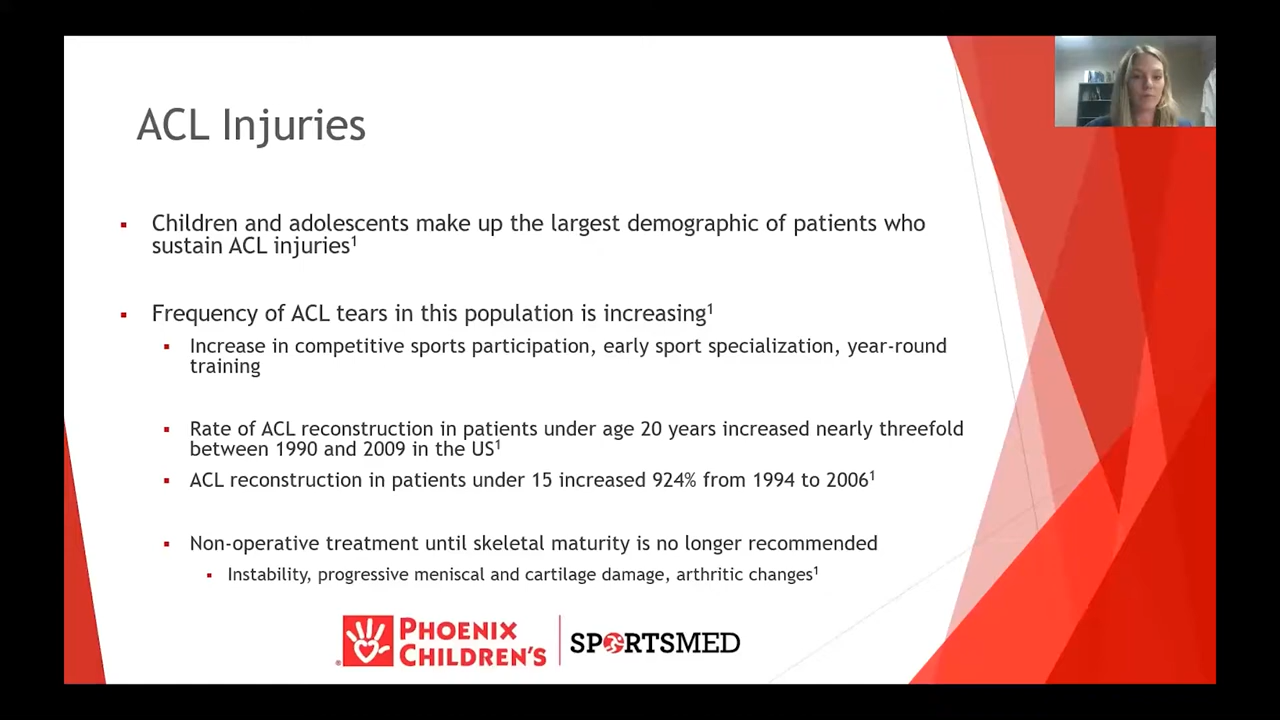 ACL Injuries
Children and adolescents make up the largest demographic of patients who
sustain ACL injuries¹
Frequency of ACL tears in this population is increasing¹
Increase in competitive sports participation, early sport specialization, year-round
training
Rate of ACL reconstruction in patients under age 20 years increased nearly threefold
between 1990 and 2009 in the US¹
ACL reconstruction in patients under 15 increased 924% from 1994 to 2006¹
Non-operative treatment until skeletal maturity is no longer recommended
Instability, progressive meniscal and cartilage damage, arthritic changes¹
PHOENIX
CHILDREN'S
SPORTSMED